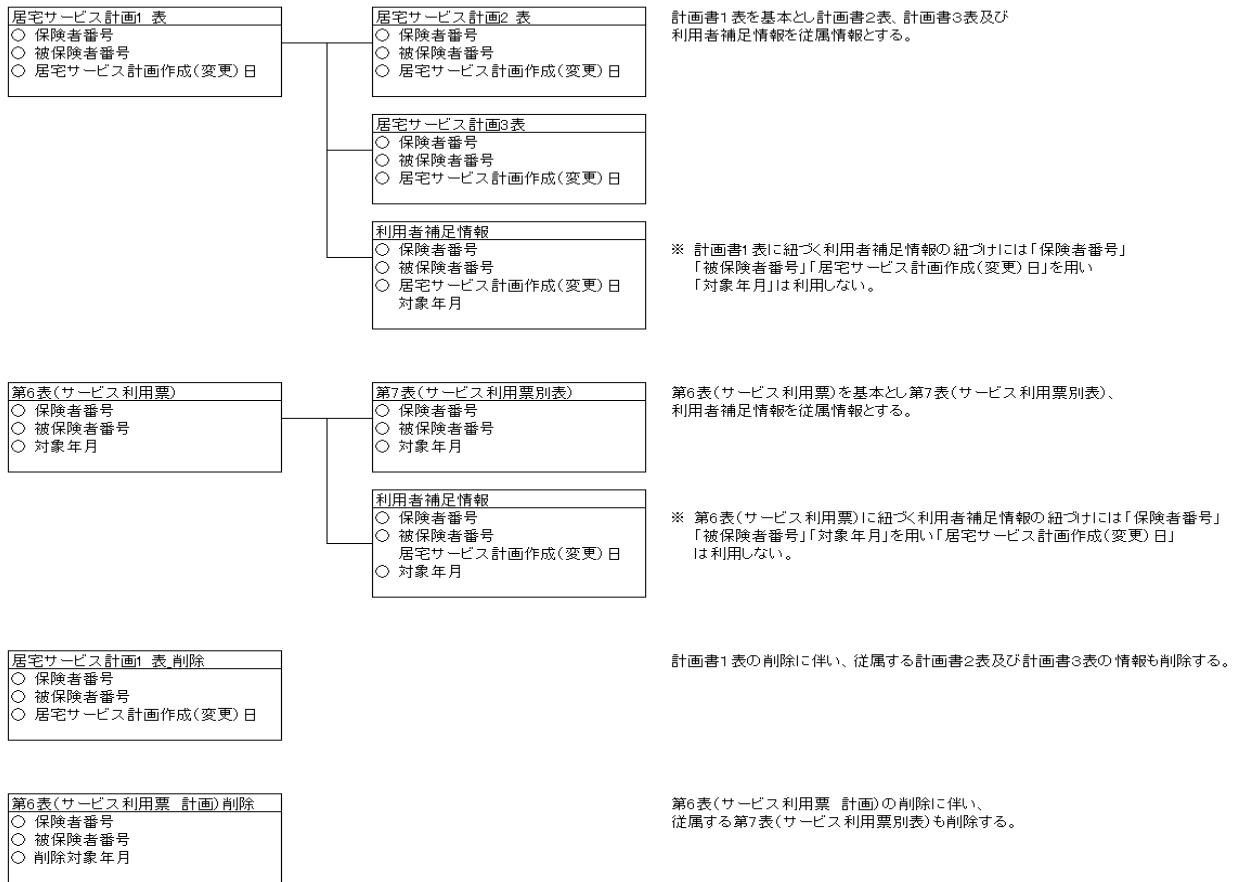 居宅サービス計画1 表
○ 保険者番号
○ 被保険者番号
○ 居宅サービス計画作成(変更)日
居宅サービス計画2 表
○ 保険者番号
○ 被保険者番号
○ 居宅サービス計画作成(変更)日
計画書1表を基本とし計画書2表、計画書3表及び
利用者補足情報を従属情報とする。
居宅サービス計画3表
○ 保険者番号
○ 被保険者番号
○ 居宅サービス計画作成(変更)日
利用者補足情報
○ 保険者番号
○ 被保険者番号
○ 居宅サービス計画作成(変更)日
対象年月
※ 計画書1表に紐づく利用者補足情報の紐づけには「保険者番号」
「被保険者番号」「居宅サービス計画作成(変更)日」を用い
「対象年月」は利用しない。
第6表(サービス利用票)
○ 保険者番号
○ 被保険者番号
○ 対象年月
第7表(サービス利用票別表)
○ 保険者番号
○ 被保険者番号
○ 対象年月
第6表(サービス利用票)を基本とし第7表(サービス利用票別表)、
利用者補足情報を従属情報とする。
利用者補足情報
○ 保険者番号
○ 被保険者番号
居宅サービス計画作成(変更)日
○ 対象年月
※ 第6表(サービス利用票)に紐づく利用者補足情報の紐づけには「保険者番号」
「被保険者番号」「対象年月」を用い「居宅サービス計画作成(変更)日」
は利用しない。
居宅サービス計画1 表_削除
○ 保険者番号
○ 被保険者番号
○ 居宅サービス計画作成(変更)日
計画書1表の削除に伴い、従属する計画書2表及び計画書3表の情報も削除する。
第6表(サービス利用票 計画)削除
○ 保険者番号
○ 被保険者番号
○ 削除対象年月
第6表(サービス利用票 計画)の削除に伴い、
従属する第7表(サービス利用票別表)も削除する。